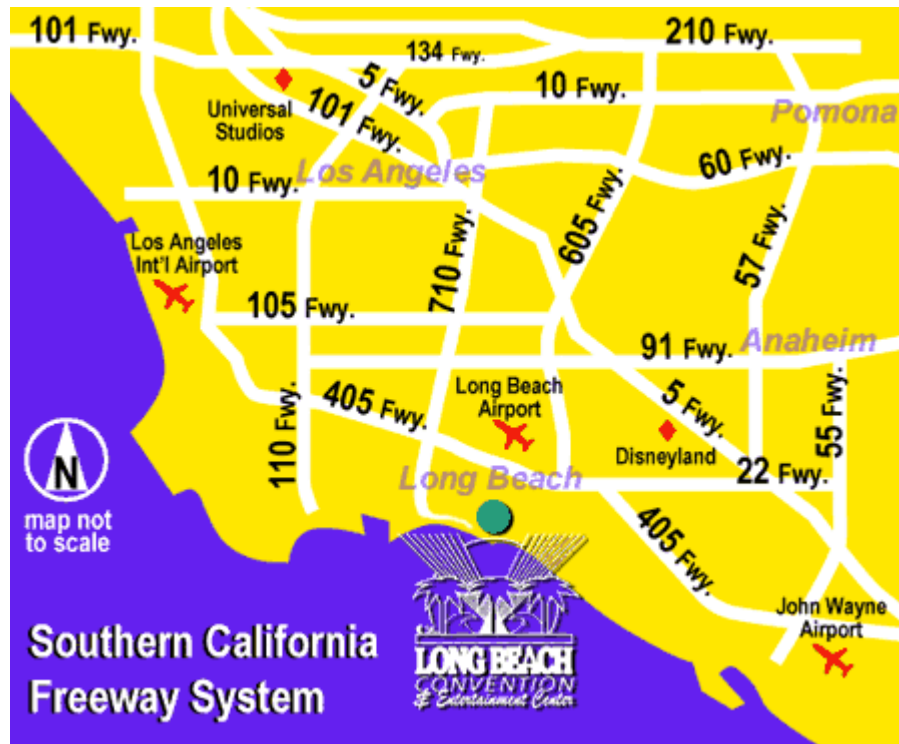 101 Fwy.
134 Fwy.
210 Fwy.
5 Fwy.
10 Fwy.
Universal
Studios
101 Fwy.
Pomona
Los Angeles
60 Fwy.
10 Fwy.
605 Fwy.
Los Angeles
Int'l Airport
710 Fwy.
57 Fwy.
105 Fwy.
91 Fwy.
Anaheim
405 Fwy.
Long Beach
Airport
5 Fwy.
55 Fwy.
110 Fwy.
Disneyland
Long Beach
22 Fwy.
N
map not
to scale
405 Fwy.
John Wayne
Airport
Southern California
Freeway System
LONG BEACH
CONVENTION
& Entertainment Center